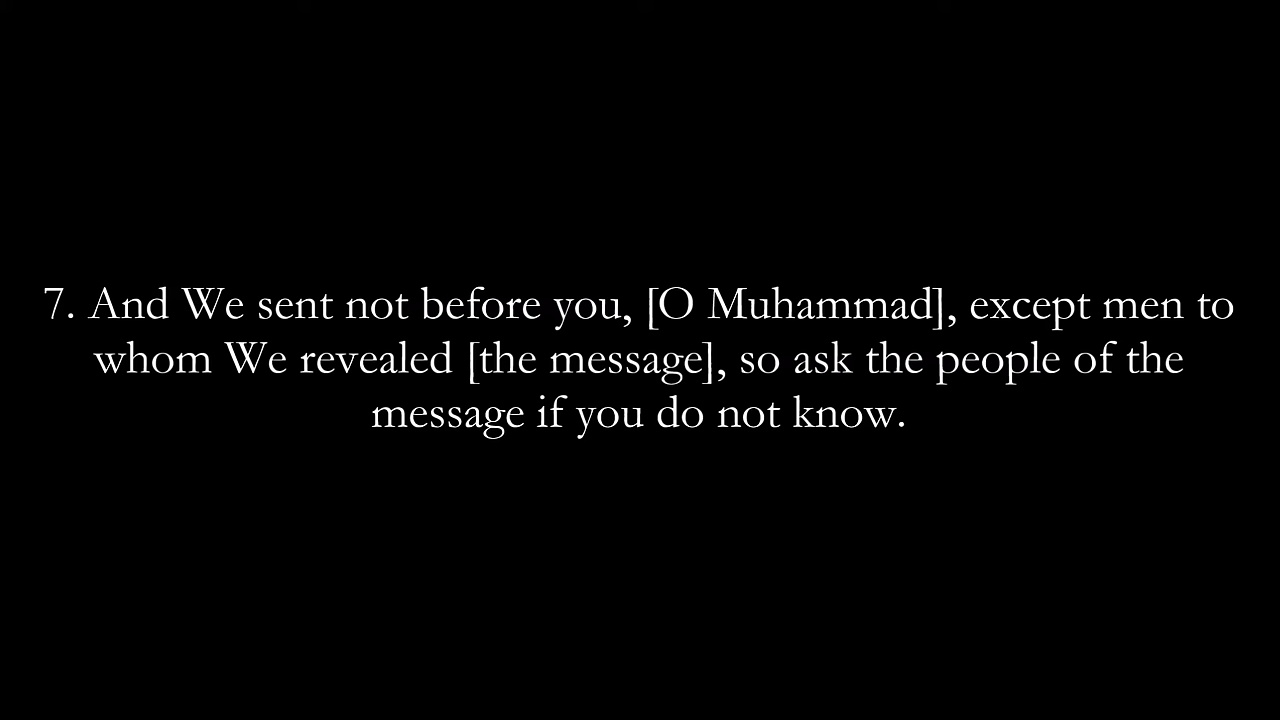 7. And We sent not before you, [O Muhammad], except men to
whom We revealed [the message], so ask the people of the
message if you do not know.